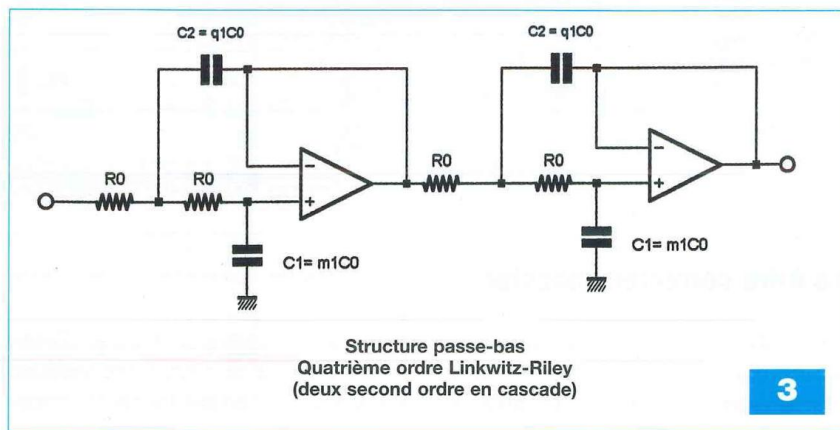 C2 = q1C0
C2 = q1C0
R0
R0
R0
R0
C1= m1C0
C1= m1C0
Structure passe-bas
Quatrième ordre Linkwitz-Riley
(deux second ordre en cascade)
3